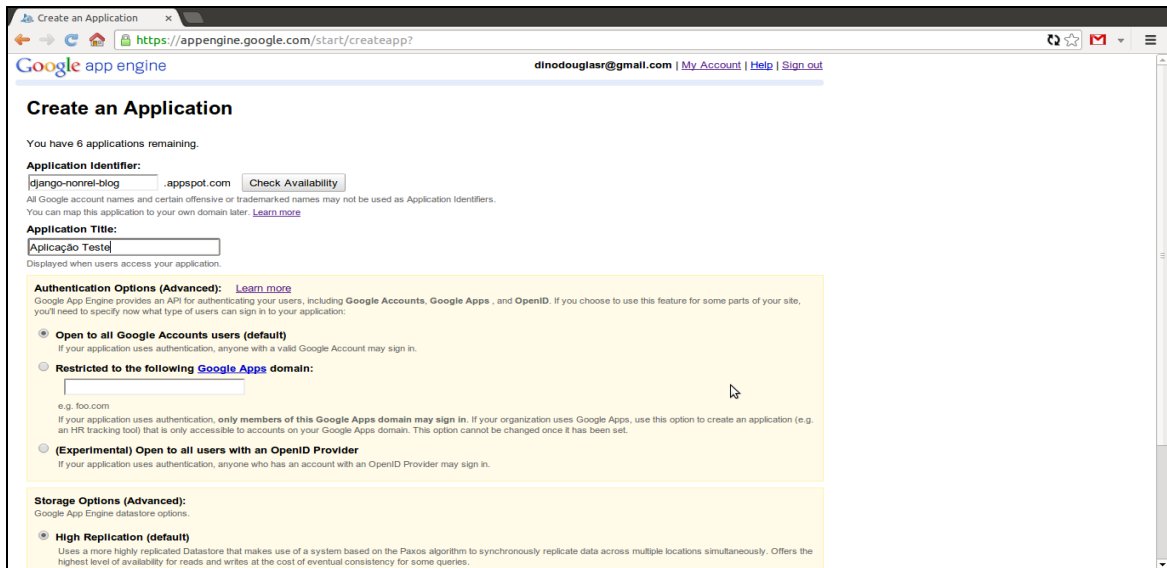 Create an Application
https://appengine.google.com/start/createapp?
Google app engine
dinodouglasr@gmail.com | My Account | Help | Sign out
Create an Application
You have 6 applications remaining.
Application Identifier:
django-nonrel-blog .appspot.com Check Availability
All Google account names and certain offensive or trademarked names may not be used as Application Identifiers.
You can map this application to your own domain later. Learn more
Application Title:
Aplicação Teste
Displayed when users access your application.
Authentication Options (Advanced): Learn more
Google App Engine provides an API for authenticating your users, including Google Accounts, Google Apps , and OpenID. If you choose to use this feature for some parts of your site,
you'll need to specify now what type of users can sign in to your application:
Open to all Google Accounts users (default)
If your application uses authentication, anyone with a valid Google Account may sign in.
Restricted to the following Google Apps domain:
e.g. foo.com
If your application uses authentication, only members of this Google Apps domain may sign in. If your organization uses Google Apps, use this option to create an application (e.g.
an HR tracking tool) that is only accessible to accounts on your Google Apps domain. This option cannot be changed once it has been set.
(Experimental) Open to all users with an OpenID Provider
If your application uses authentication, anyone who has an account with an OpenID Provider may sign in.
Storage Options (Advanced):
Google App Engine datastore options.
High Replication (default)
Uses a more highly replicated Datastore that makes use of a system based on the Paxos algorithm to synchronously replicate data across multiple locations simultaneously. Offers the
highest level of availability for reads and writes at the cost of eventual consistency for some queries.